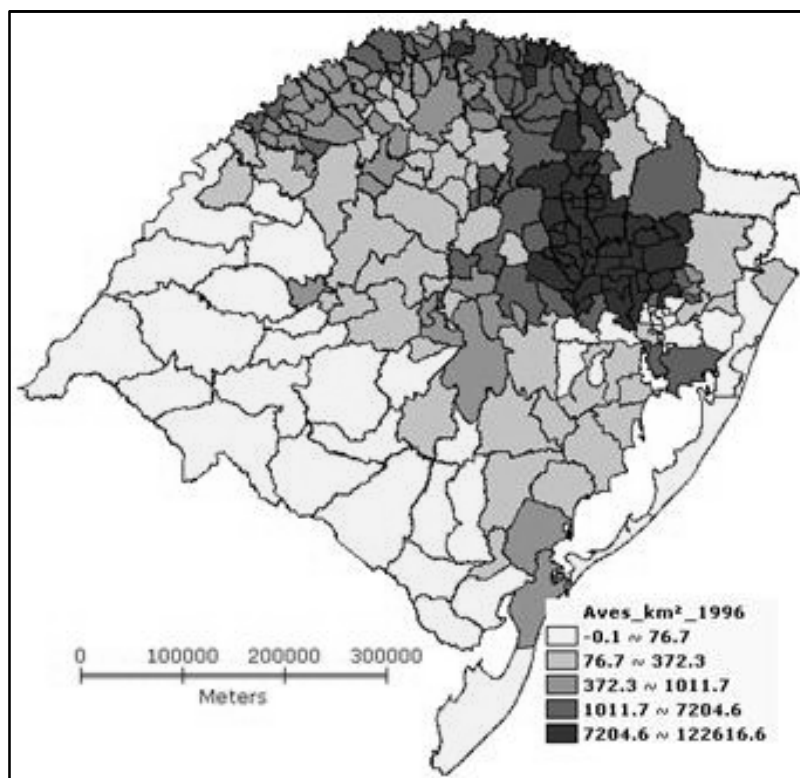 Aves_km²_1996
-0.1 ~ 76.7
76.7 ~ 372.3
372.3 ~ 1011.7
1011.7 ~ 7204.6
7204.6 ~ 122616.6
0 100000 200000 300000
Meters